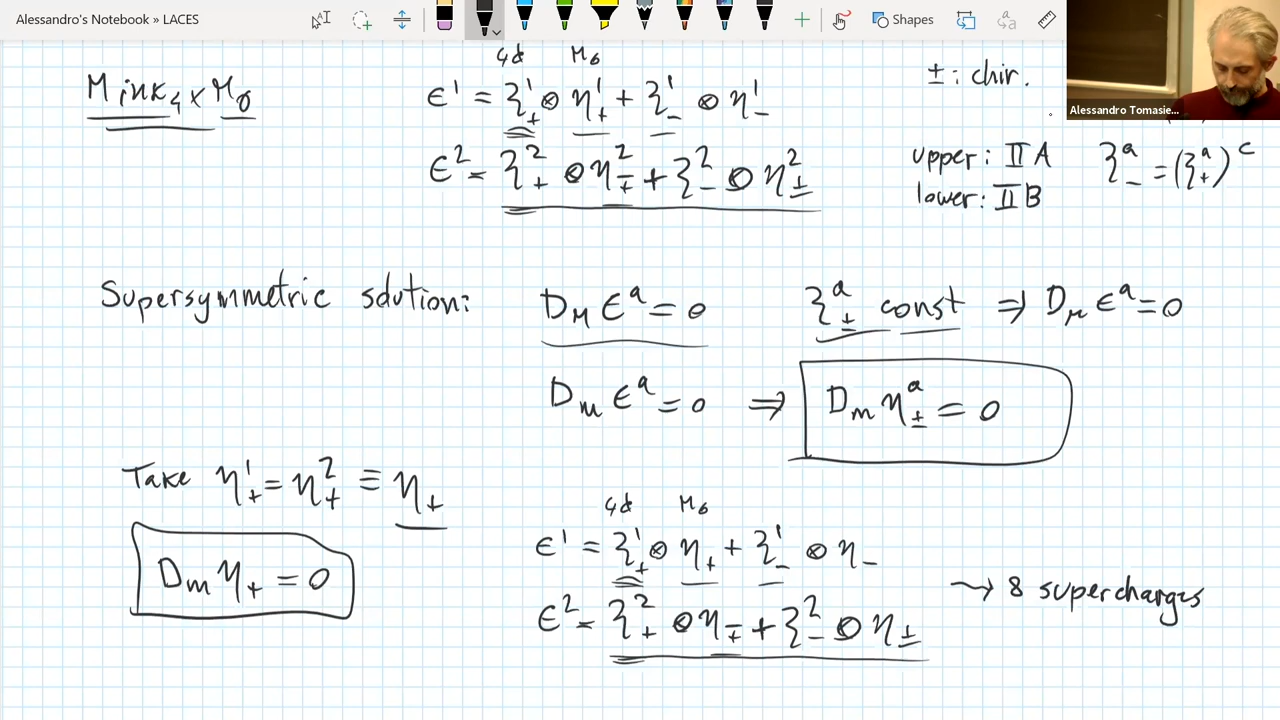 Alessandro's Notebook » LACES
Shapes
Alessandro Tomasie...
4d M₆
Mink₄ × M₆
ε¹ = ζ¹₊ ⊗ η¹₊ + ζ¹₋ ⊗ η¹₋
± : chir.
ε² = ζ²₊ ⊗ η²∓ + ζ²₋ ⊗ η²±
upper: IIA
lower: IIB
ζᵃ₋ = (ζᵃ₊)ᶜ
Supersymmetric solution:
D_M εᵃ = 0
ζᵃ± const ⇒ D_μ εᵃ = 0
D_m εᵃ = 0 ⇒ D_m ηᵃ± = 0
Take η¹₊ = η²₊ ≡ η₊
D_m η₊ = 0
4d M₆
ε¹ = ζ¹₊ ⊗ η₊ + ζ¹₋ ⊗ η₋
ε² = ζ²₊ ⊗ η∓ + ζ²₋ ⊗ η±
⇝ 8 supercharges